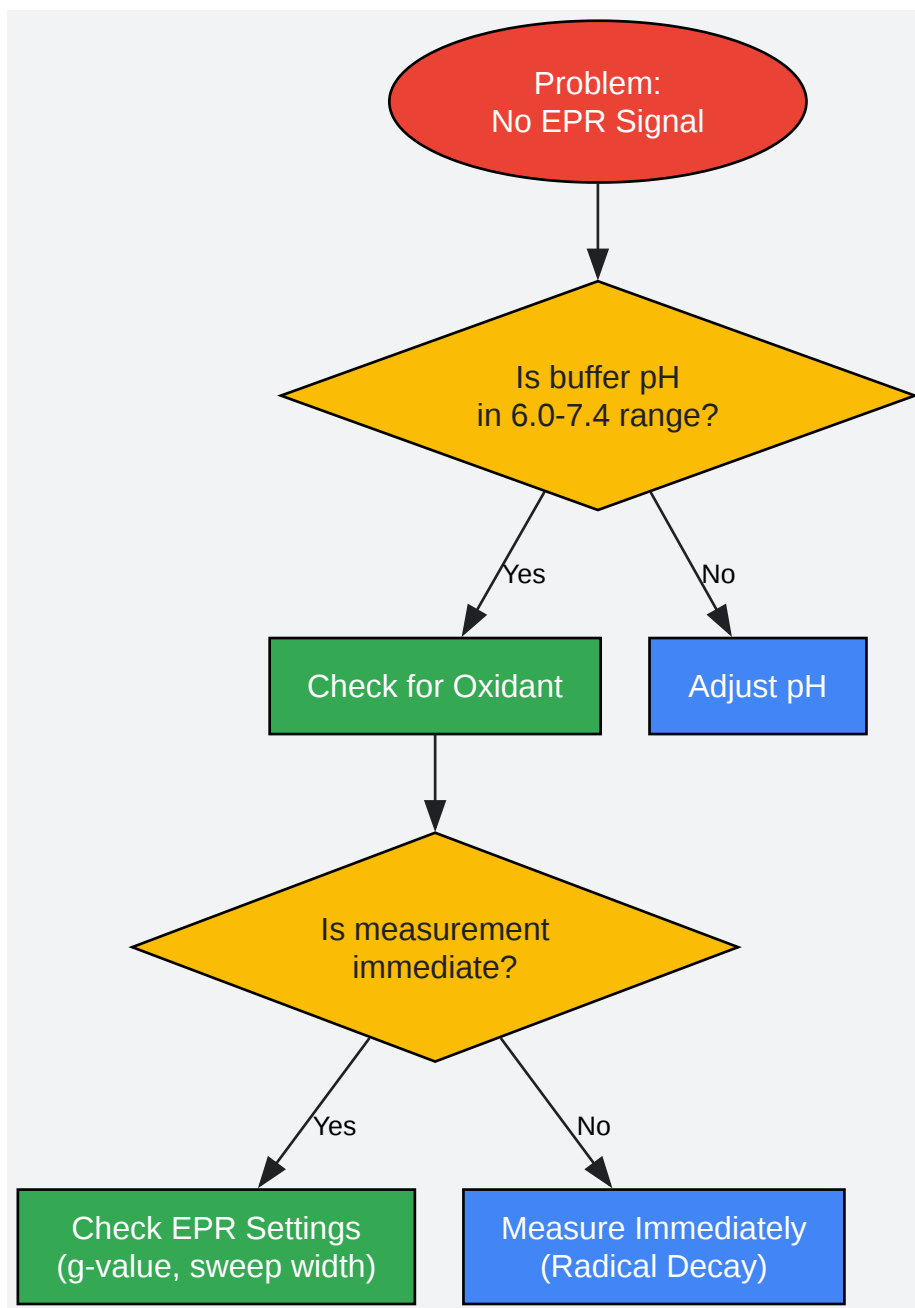 Problem:
No EPR Signal
Is buffer pH
in 6.0-7.4 range?
Yes
No
Check for Oxidant
Adjust pH
Is measurement
immediate?
Yes
No
Check EPR Settings
(g-value, sweep width)
Measure Immediately
(Radical Decay)